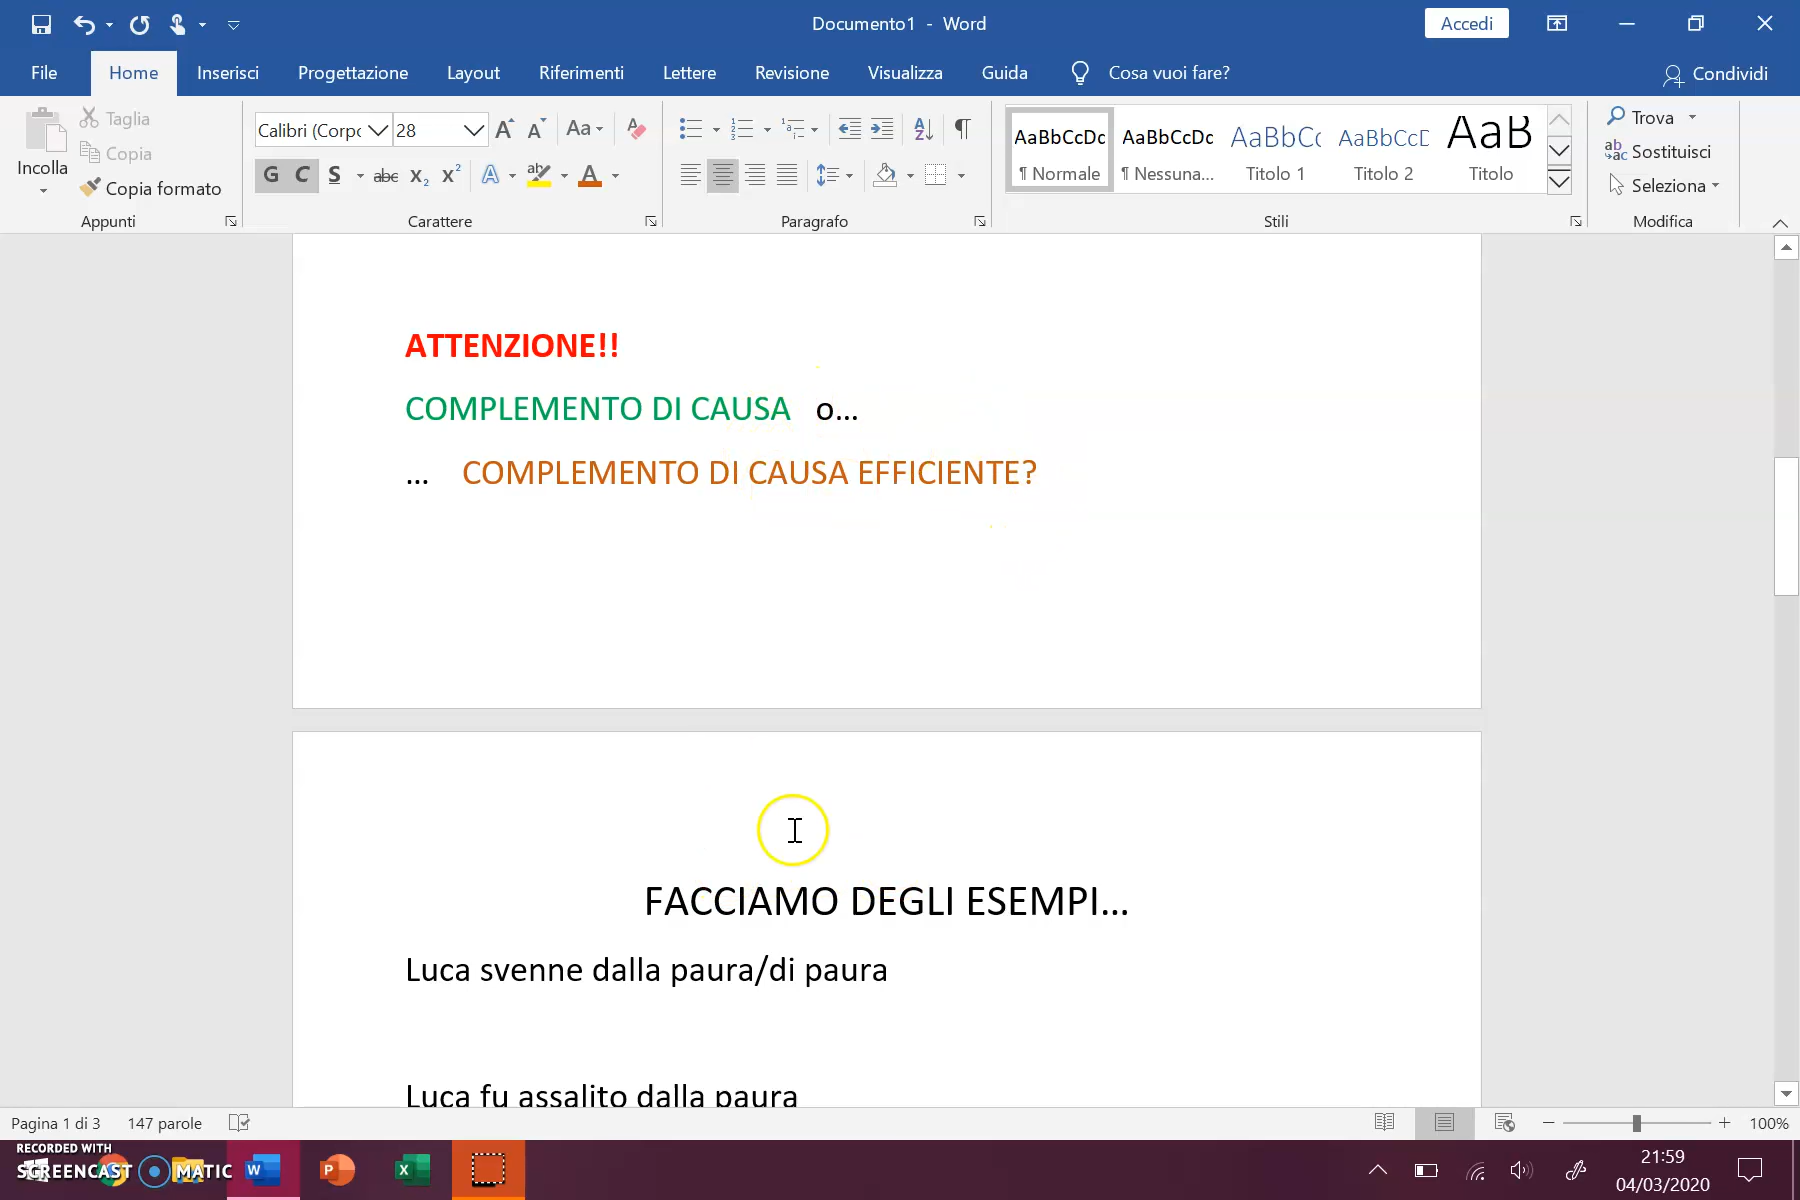 Documento1 - Word
Accedi
File Home Inserisci Progettazione Layout Riferimenti Lettere Revisione Visualizza Guida Cosa vuoi fare? Condividi
Incolla
Taglia
Copia
Copia formato
Appunti
Calibri (Corpo 28
Aa
G C S abc X2 X2 A ab A
Carattere
Paragrafo
AaBbCcDc AaBbCcDc AaBbCc AaBbCcD AaB
¶ Normale ¶ Nessuna... Titolo 1 Titolo 2 Titolo
Stili
Trova
Sostituisci
Seleziona
Modifica
ATTENZIONE!!
COMPLEMENTO DI CAUSA o...
... COMPLEMENTO DI CAUSA EFFICIENTE?
FACCIAMO DEGLI ESEMPI...
Luca svenne dalla paura/di paura
Luca fu assalito dalla paura
Pagina 1 di 3 147 parole
100%
RECORDED WITH
SCREENCAST MATIC
21:59
04/03/2020